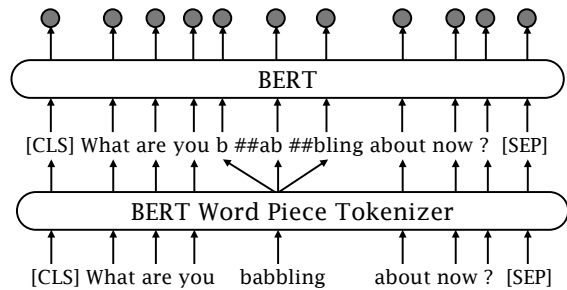 BERT
[CLS] What are you b ##ab ##bling about now ? [SEP]
BERT Word Piece Tokenizer
[CLS] What are you babbling about now ? [SEP]